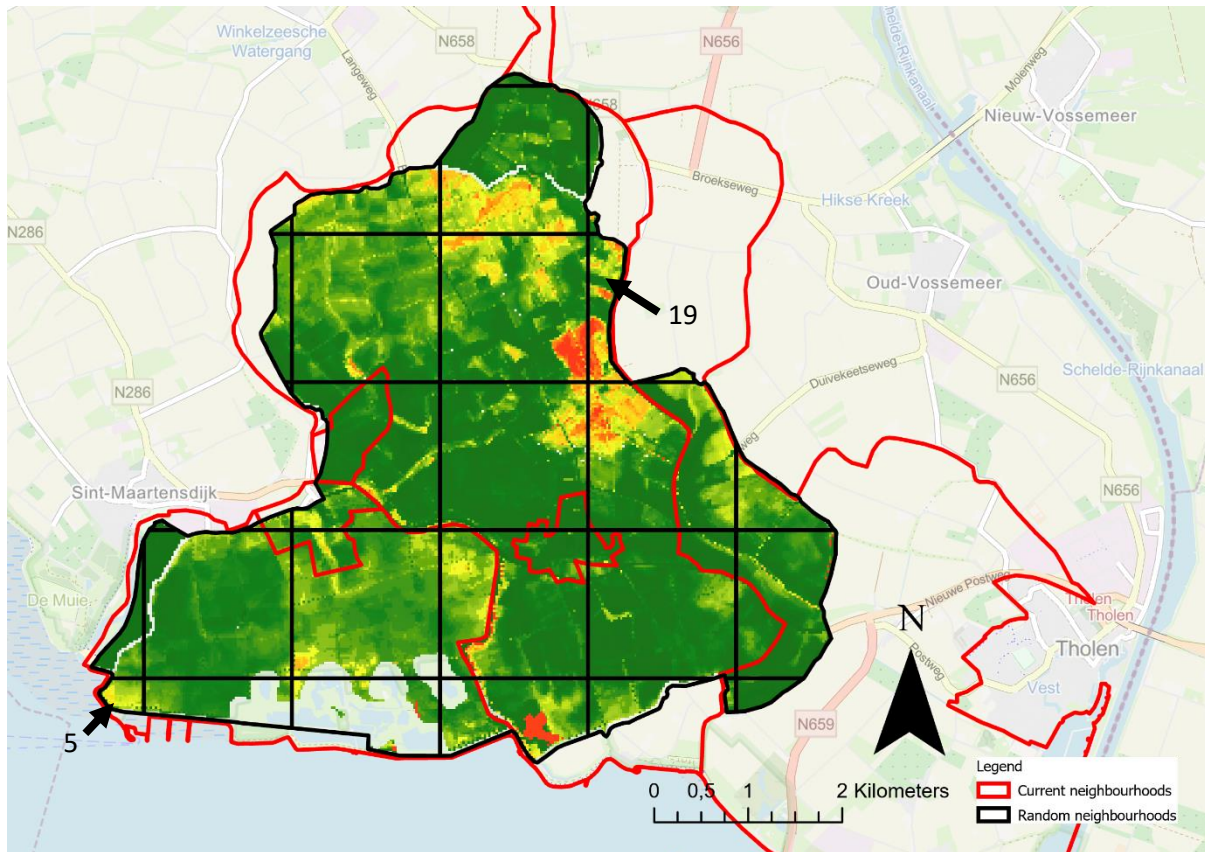 Winkelzeesche
Watergang
N658
N656
Langeweg
N658
Molenweg
Schelde-Rijnkanaal
Nieuw-Vossemeer
Broekseweg
Hikse Kreek
N286
N286
Oud-Vossemeer
19
N656
Schelde-Rijnkanaal
Duivekeetseweg
weg
Sint-Maartensdijk
N656
De Muie
Nieuwe Postweg
Tholen
Tholen
N
Postweg
Tholen
Vest
5
N659
Legend
0 0,5 1 2 Kilometers
Current neighbourhoods
Random neighbourhoods